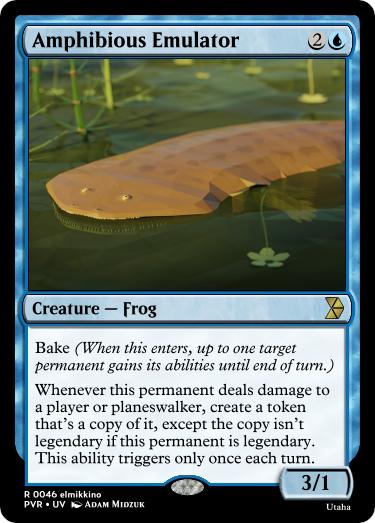 Amphibious Emulator 2
Creature — Frog
Bake (When this enters, up to one target
permanent gains its abilities until end of turn.)
Whenever this permanent deals damage to
a player or planeswalker, create a token
that's a copy of it, except the copy isn't
legendary if this permanent is legendary.
This ability triggers only once each turn.
3/1
R 0046 elmikkino
PVR • UV Adam Midzuk
Utaha